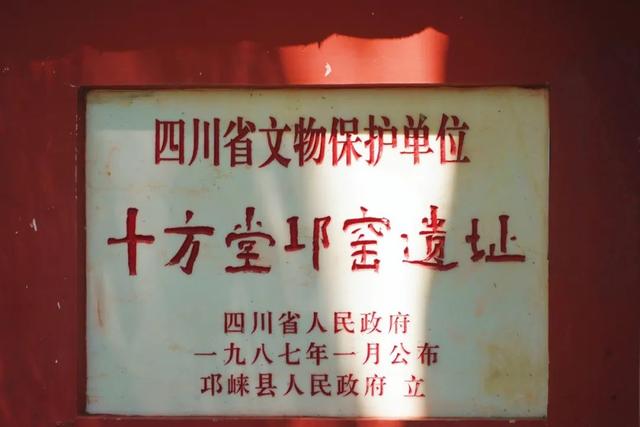 四川省文物保护单位
十方堂邛窑遗址
四川省人民政府
一九八七年一月公布
邛崃县人民政府 立